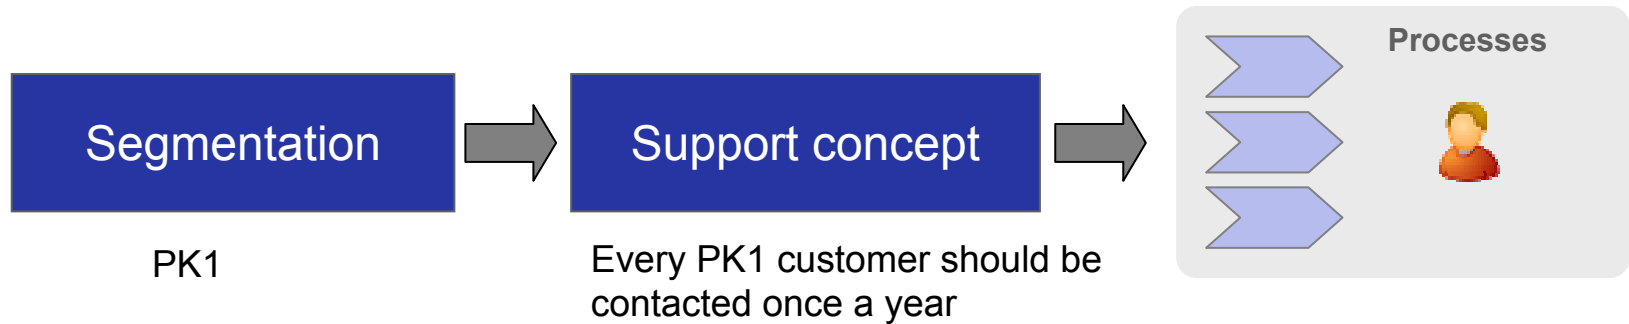 Processes
Segmentation
Support concept
PK1
Every PK1 customer should be
contacted once a year